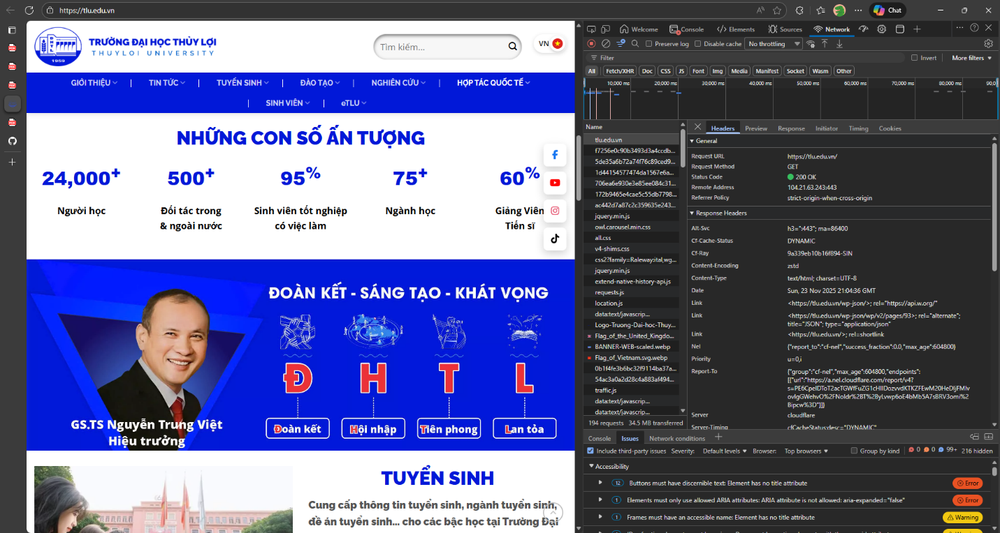 https://tlu.edu.vn
Chat
TRƯỜNG ĐẠI HỌC THỦY LỢI
THUYLOI UNIVERSITY
1959
Tìm kiếm...
VN
GIỚI THIỆU
TIN TỨC
TUYỂN SINH
ĐÀO TẠO
NGHIÊN CỨU
HỢP TÁC QUỐC TẾ
SINH VIÊN
eTLU
NHỮNG CON SỐ ẤN TƯỢNG
24,000+
500+
95%
75+
60%
Người học
Đối tác trong
& ngoài nước
Sinh viên tốt nghiệp
có việc làm
Ngành học
Giảng Viên
Tiến sĩ
ĐOÀN KẾT - SÁNG TẠO - KHÁT VỌNG
Đ H T L
Đoàn kết
Hội nhập
Tiên phong
Lan tỏa
GS.TS Nguyễn Trung Việt
Hiệu trưởng
TUYỂN SINH
Cung cấp thông tin tuyển sinh, ngành tuyển sinh,
đề án tuyển sinh... cho các bậc học tại Trường Đại
Welcome
Console
Elements
Sources
Network
Preserve log
Disable cache
No throttling
Filter
Invert
More filters
All
Fetch/XHR
Doc
CSS
JS
Font
Img
Media
Manifest
Socket
Wasm
Other
10,000 ms
20,000 ms
30,000 ms
40,000 ms
50,000 ms
60,000 ms
70,000 ms
80,000 ms
90,0
Name
tlu.edu.vn
f7256e0c90b3493d3a4ccdb...
5de35a6b72a74f76c89ced9...
1d44154577474da1567e6a...
706ea6e930e3e85ee084c31...
172b9465e4cae5c55db7798...
ac442d7a87c2c359635e243...
jquery.min.js
owl.carousel.min.css
all.css
v4-shims.css
css2?family=Raleway:ital,wg...
jquery.min.js
extend-native-history-api.js
requests.js
location.js
data:text/javascrip...
Logo-Truong-Dai-hoc-Thuy...
Flag_of_the_United_Kingdo...
BANNER-WEB-scaled.webp
Flag_of_Vietnam.svg.webp
0b1f4fe3b6bc32f9114ba37a...
54ac3a0a2d28c4a883af494...
traffic.js
data:text/javascrip...
data:text/javascrip...
194 requests
34.5 MB transferred
Headers
Preview
Response
Initiator
Timing
Cookies
General
Request URL
https://tlu.edu.vn/
Request Method
GET
Status Code
200 OK
Remote Address
104.21.63.243:443
Referrer Policy
strict-origin-when-cross-origin
Response Headers
Alt-Svc
h3=":443"; ma=86400
Cf-Cache-Status
DYNAMIC
Cf-Ray
9a339eb10b16f894-SIN
Content-Encoding
zstd
Content-Type
text/html; charset=UTF-8
Date
Sun, 23 Nov 2025 21:04:36 GMT
Link
<https://tlu.edu.vn/wp-json/>; rel="https://api.w.org/"
Link
<https://tlu.edu.vn/wp-json/wp/v2/pages/93>; rel="alternate";
title="JSON"; type="application/json"
Link
<https://tlu.edu.vn/>; rel=shortlink
Nel
{"report_to":"cf-nel","success_fraction":0.0,"max_age":604800}
Priority
u=0,i
Report-To
{"group":"cf-nel","max_age":604800,"endpoints":
[{"url":"https://a.nel.cloudflare.com/report/v4?
Server
cloudflare
Server-Timing
cfCacheStatus;desc="DYNAMIC"
Console
Issues
Network conditions
Include third-party issues
Severity:
Default levels
Browser:
Top browsers
Group by kind
0
0
99+
216 hidden
Accessibility
12
Buttons must have discernible text: Element has no title attribute
Error
1
Elements must only use allowed ARIA attributes: ARIA attribute is not allowed: aria-expanded="false"
Error
1
Frames must have an accessible name: Element has no title attribute
Warning